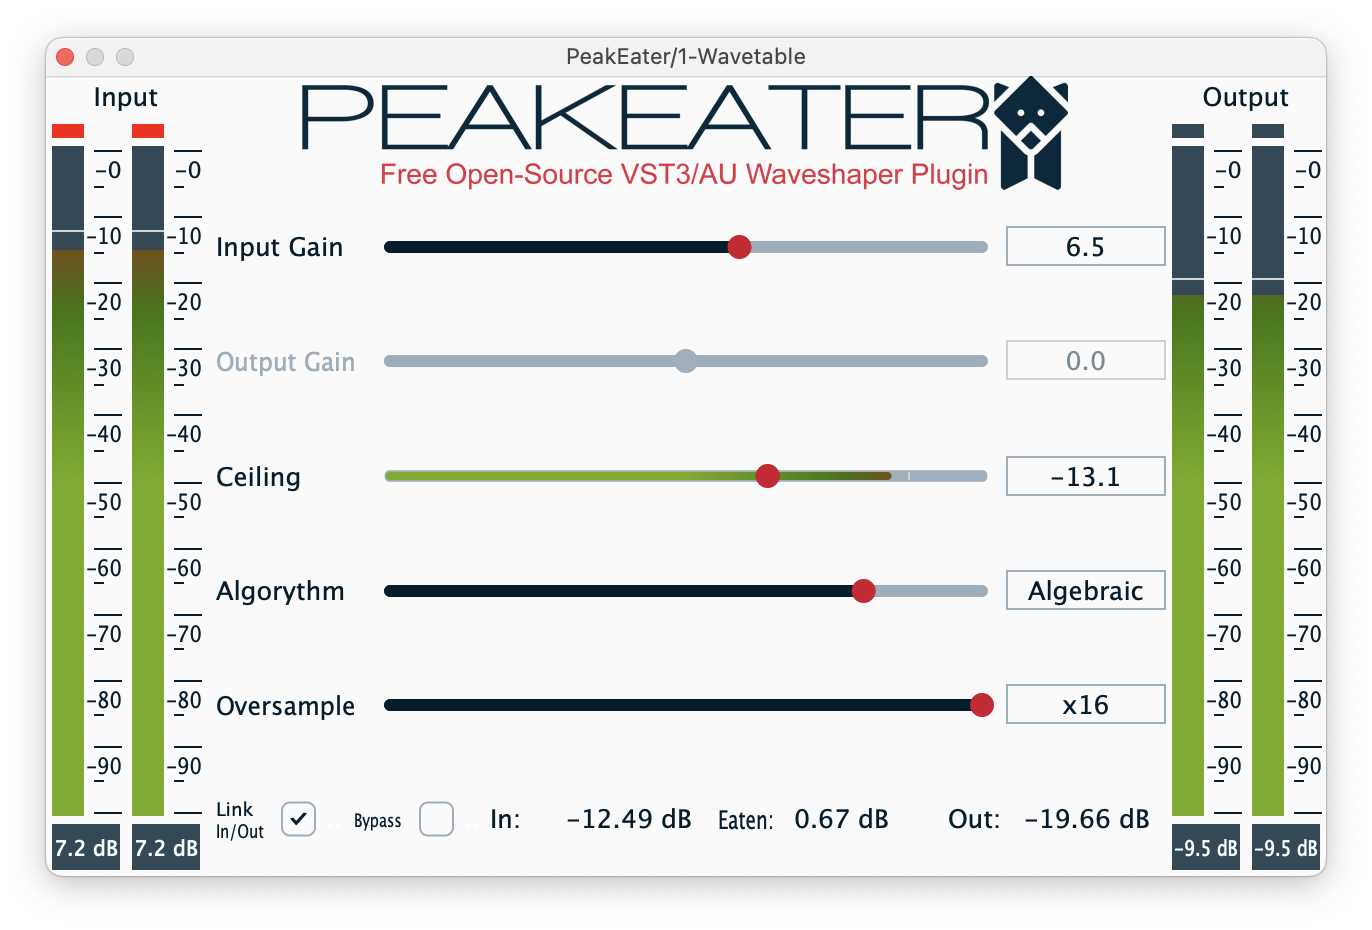 PeakEater/1-Wavetable
Input
PEAKEATER
Output
Free Open-Source VST3/AU Waveshaper Plugin
-0 -0 -0 -0
-10 -10 -10 -10
Input Gain 6.5
-20 -20 -20 -20
Output Gain 0.0
-30 -30 -30 -30
-40 -40 -40 -40
Ceiling -13.1
-50 -50 -50 -50
-60 -60 -60 -60
Algorythm Algebraic
-70 -70 -70 -70
-80 -80 -80 -80
Oversample x16
-90 -90 -90 -90
Link
In/Out
Bypass In: -12.49 dB Eaten: 0.67 dB Out: -19.66 dB
7.2 dB 7.2 dB -9.5 dB -9.5 dB